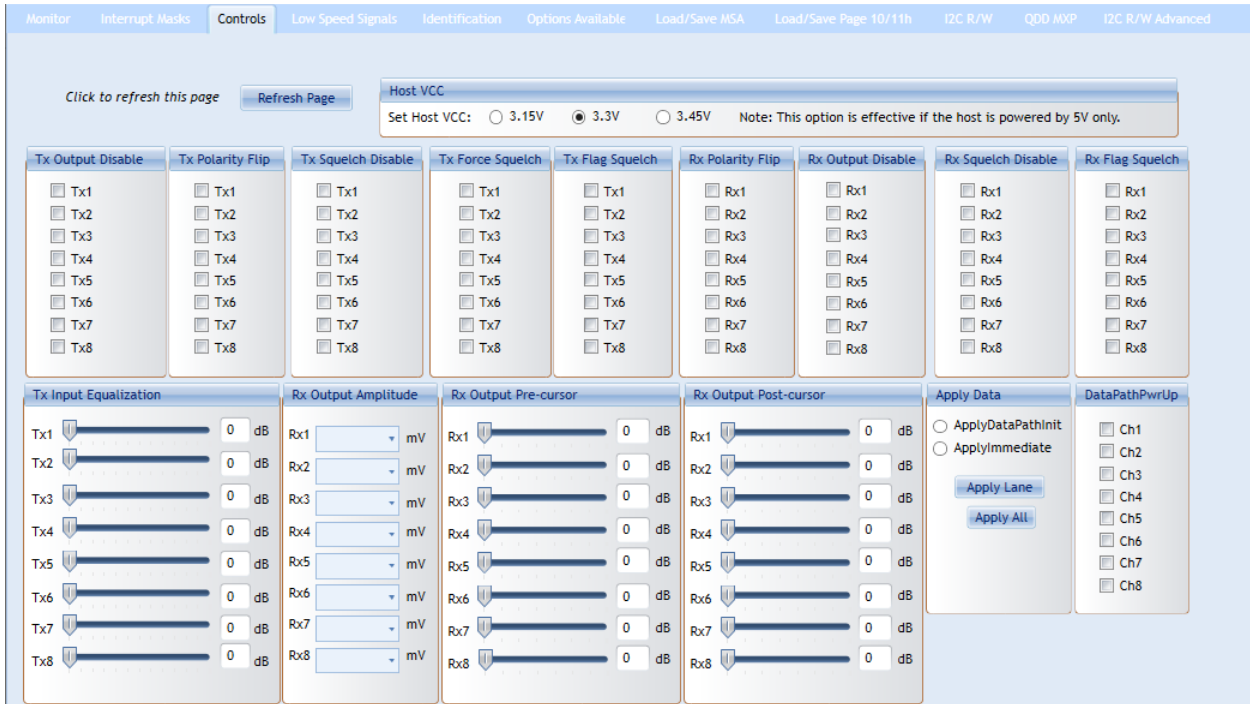 Monitor Interrupt Masks Controls Low Speed Signals Identification Options Available Load/Save MSA Load/Save Page 10/11h I2C R/W QDD MXP I2C R/W Advanced
Click to refresh this page Refresh Page
Host VCC
Set Host VCC: 3.15V 3.3V 3.45V Note: This option is effective if the host is powered by 5V only.
Tx Output Disable Tx Polarity Flip Tx Squelch Disable Tx Force Squelch Tx Flag Squelch Rx Polarity Flip Rx Output Disable Rx Squelch Disable Rx Flag Squelch
Tx1 Tx1 Tx1 Tx1 Tx1 Rx1 Rx1 Rx1 Rx1
Tx2 Tx2 Tx2 Tx2 Tx2 Rx2 Rx2 Rx2 Rx2
Tx3 Tx3 Tx3 Tx3 Tx3 Rx3 Rx3 Rx3 Rx3
Tx4 Tx4 Tx4 Tx4 Tx4 Rx4 Rx4 Rx4 Rx4
Tx5 Tx5 Tx5 Tx5 Tx5 Rx5 Rx5 Rx5 Rx5
Tx6 Tx6 Tx6 Tx6 Tx6 Rx6 Rx6 Rx6 Rx6
Tx7 Tx7 Tx7 Tx7 Tx7 Rx7 Rx7 Rx7 Rx7
Tx8 Tx8 Tx8 Tx8 Tx8 Rx8 Rx8 Rx8 Rx8
Tx Input Equalization Rx Output Amplitude Rx Output Pre-cursor Rx Output Post-cursor Apply Data DataPathPwrUp
Tx1 0 dB Rx1 mV Rx1 0 dB Rx1 0 dB ApplyDataPathInit Ch1
Tx2 0 dB Rx2 mV Rx2 0 dB Rx2 0 dB ApplyImmediate Ch2
Tx3 0 dB Rx3 mV Rx3 0 dB Rx3 0 dB Apply Lane Ch3
Tx4 0 dB Rx4 mV Rx4 0 dB Rx4 0 dB Apply All Ch4
Tx5 0 dB Rx5 mV Rx5 0 dB Rx5 0 dB Ch5
Tx6 0 dB Rx6 mV Rx6 0 dB Rx6 0 dB Ch6
Tx7 0 dB Rx7 mV Rx7 0 dB Rx7 0 dB Ch7
Tx8 0 dB Rx8 mV Rx8 0 dB Rx8 0 dB Ch8